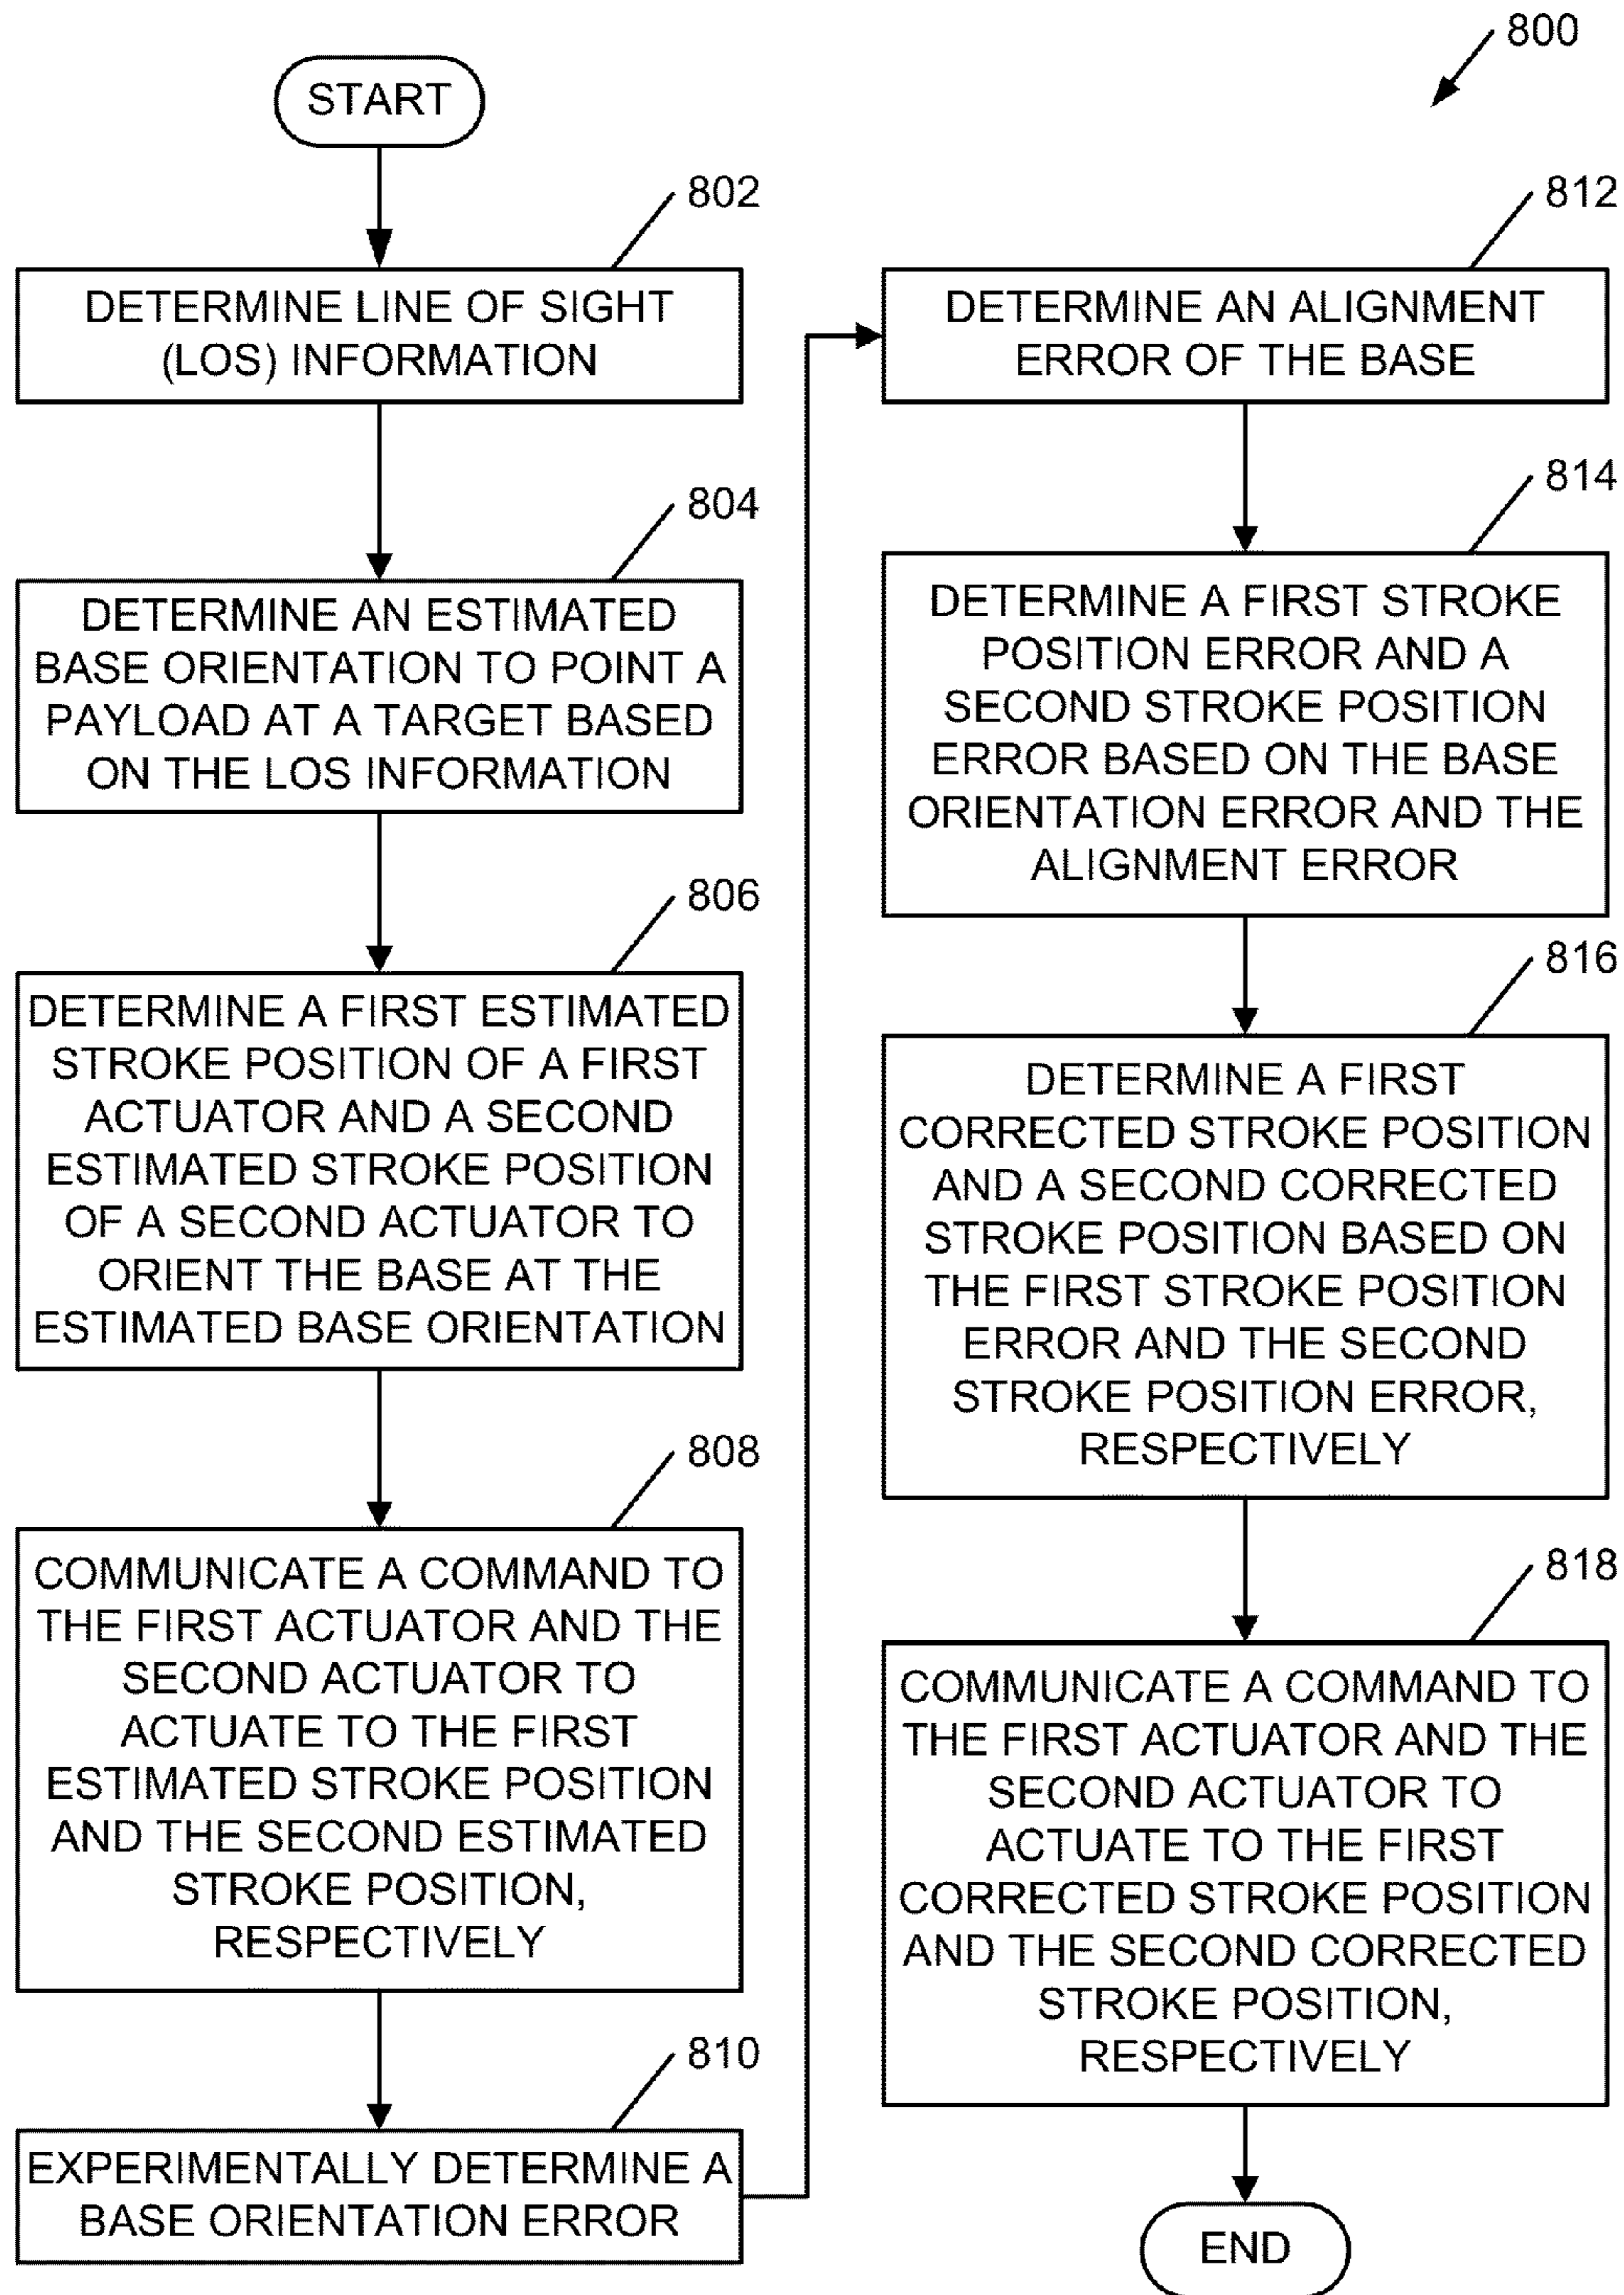 800
START
802
DETERMINE LINE OF SIGHT
(LOS) INFORMATION
804
DETERMINE AN ESTIMATED
BASE ORIENTATION TO POINT A
PAYLOAD AT A TARGET BASED
ON THE LOS INFORMATION
806
DETERMINE A FIRST ESTIMATED
STROKE POSITION OF A FIRST
ACTUATOR AND A SECOND
ESTIMATED STROKE POSITION
OF A SECOND ACTUATOR TO
ORIENT THE BASE AT THE
ESTIMATED BASE ORIENTATION
808
COMMUNICATE A COMMAND TO
THE FIRST ACTUATOR AND THE
SECOND ACTUATOR TO
ACTUATE TO THE FIRST
ESTIMATED STROKE POSITION
AND THE SECOND ESTIMATED
STROKE POSITION,
RESPECTIVELY
810
EXPERIMENTALLY DETERMINE A
BASE ORIENTATION ERROR
812
DETERMINE AN ALIGNMENT
ERROR OF THE BASE
814
DETERMINE A FIRST STROKE
POSITION ERROR AND A
SECOND STROKE POSITION
ERROR BASED ON THE BASE
ORIENTATION ERROR AND THE
ALIGNMENT ERROR
816
DETERMINE A FIRST
CORRECTED STROKE POSITION
AND A SECOND CORRECTED
STROKE POSITION BASED ON
THE FIRST STROKE POSITION
ERROR AND THE SECOND
STROKE POSITION ERROR,
RESPECTIVELY
818
COMMUNICATE A COMMAND TO
THE FIRST ACTUATOR AND THE
SECOND ACTUATOR TO
ACTUATE TO THE FIRST
CORRECTED STROKE POSITION
AND THE SECOND CORRECTED
STROKE POSITION,
RESPECTIVELY
END